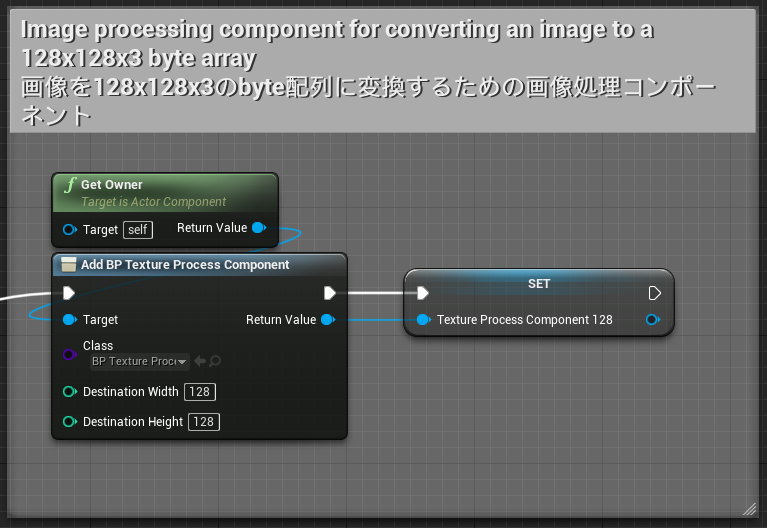 Image processing component for converting an image to a
128x128x3 byte array
画像を128x128x3のbyte配列に変換するための画像処理コンポー
ネント
f Get Owner
Target is Actor Component
Target self Return Value
Add BP Texture Process Component
SET
Target Return Value
Texture Process Component 128
Class
BP Texture Proc
Destination Width 128
Destination Height 128